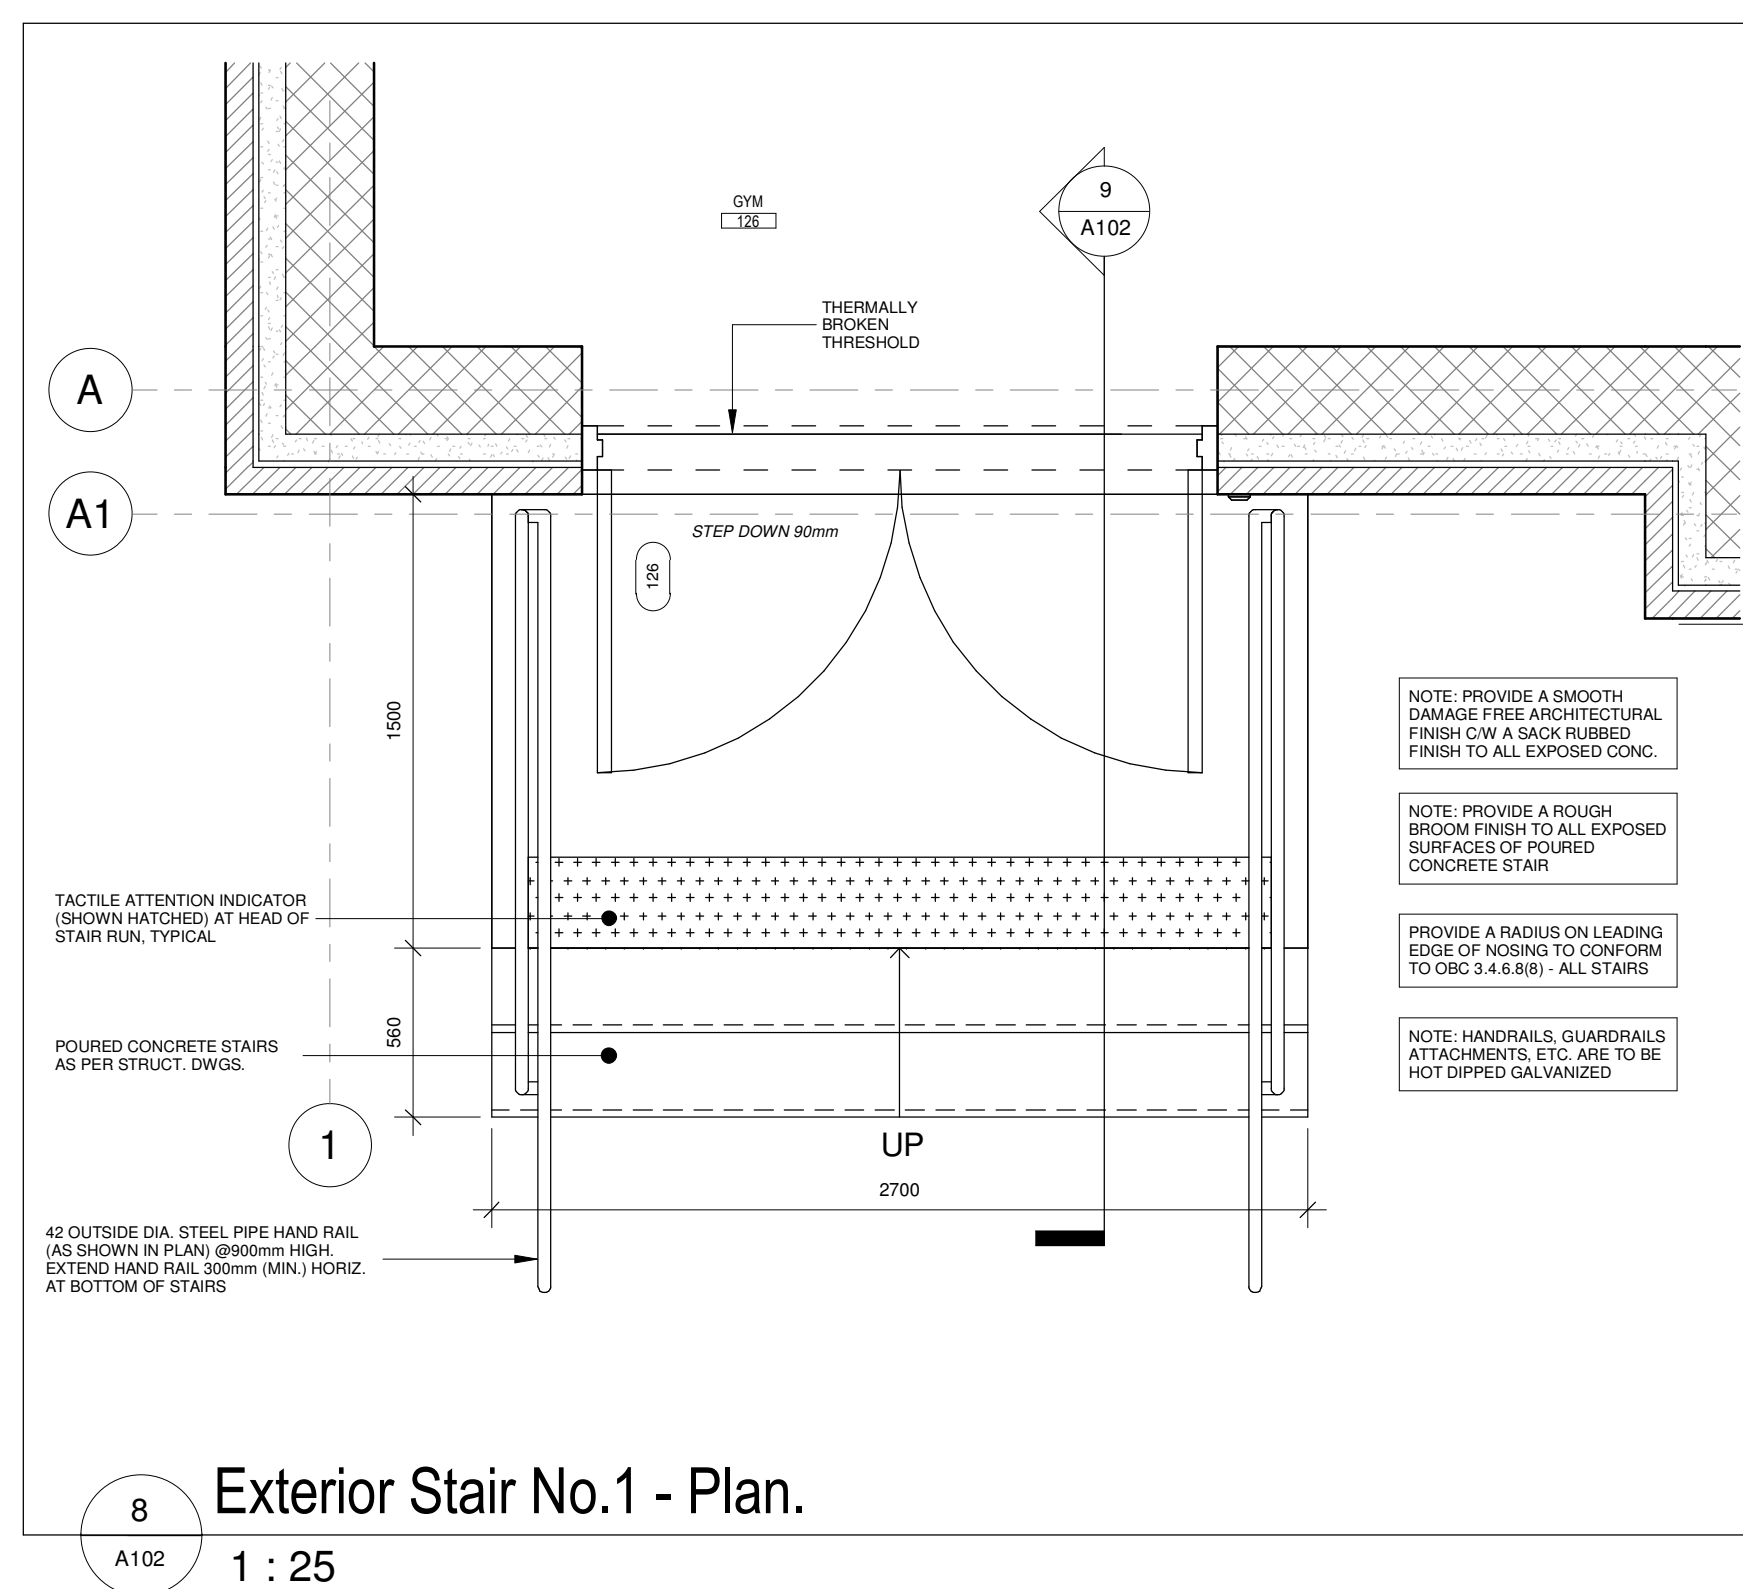 9
A102
GYM
126
THERMALLY
BROKEN
THRESHOLD
A
A1
STEP DOWN 90mm
126
1500
NOTE: PROVIDE A SMOOTH
DAMAGE FREE ARCHITECTURAL
FINISH C/W A SACK RUBBED
FINISH TO ALL EXPOSED CONC.
NOTE: PROVIDE A ROUGH
BROOM FINISH TO ALL EXPOSED
SURFACES OF POURED
CONCRETE STAIR
TACTILE ATTENTION INDICATOR
(SHOWN HATCHED) AT HEAD OF
STAIR RUN, TYPICAL
PROVIDE A RADIUS ON LEADING
EDGE OF NOSING TO CONFORM
TO OBC 3.4.6.8(8) - ALL STAIRS
560
POURED CONCRETE STAIRS
AS PER STRUCT. DWGS.
NOTE: HANDRAILS, GUARDRAILS
ATTACHMENTS, ETC. ARE TO BE
HOT DIPPED GALVANIZED
1
UP
2700
42 OUTSIDE DIA. STEEL PIPE HAND RAIL
(AS SHOWN IN PLAN) @900mm HIGH.
EXTEND HAND RAIL 300mm (MIN.) HORIZ.
AT BOTTOM OF STAIRS
8
A102
Exterior Stair No.1 - Plan.
1 : 25